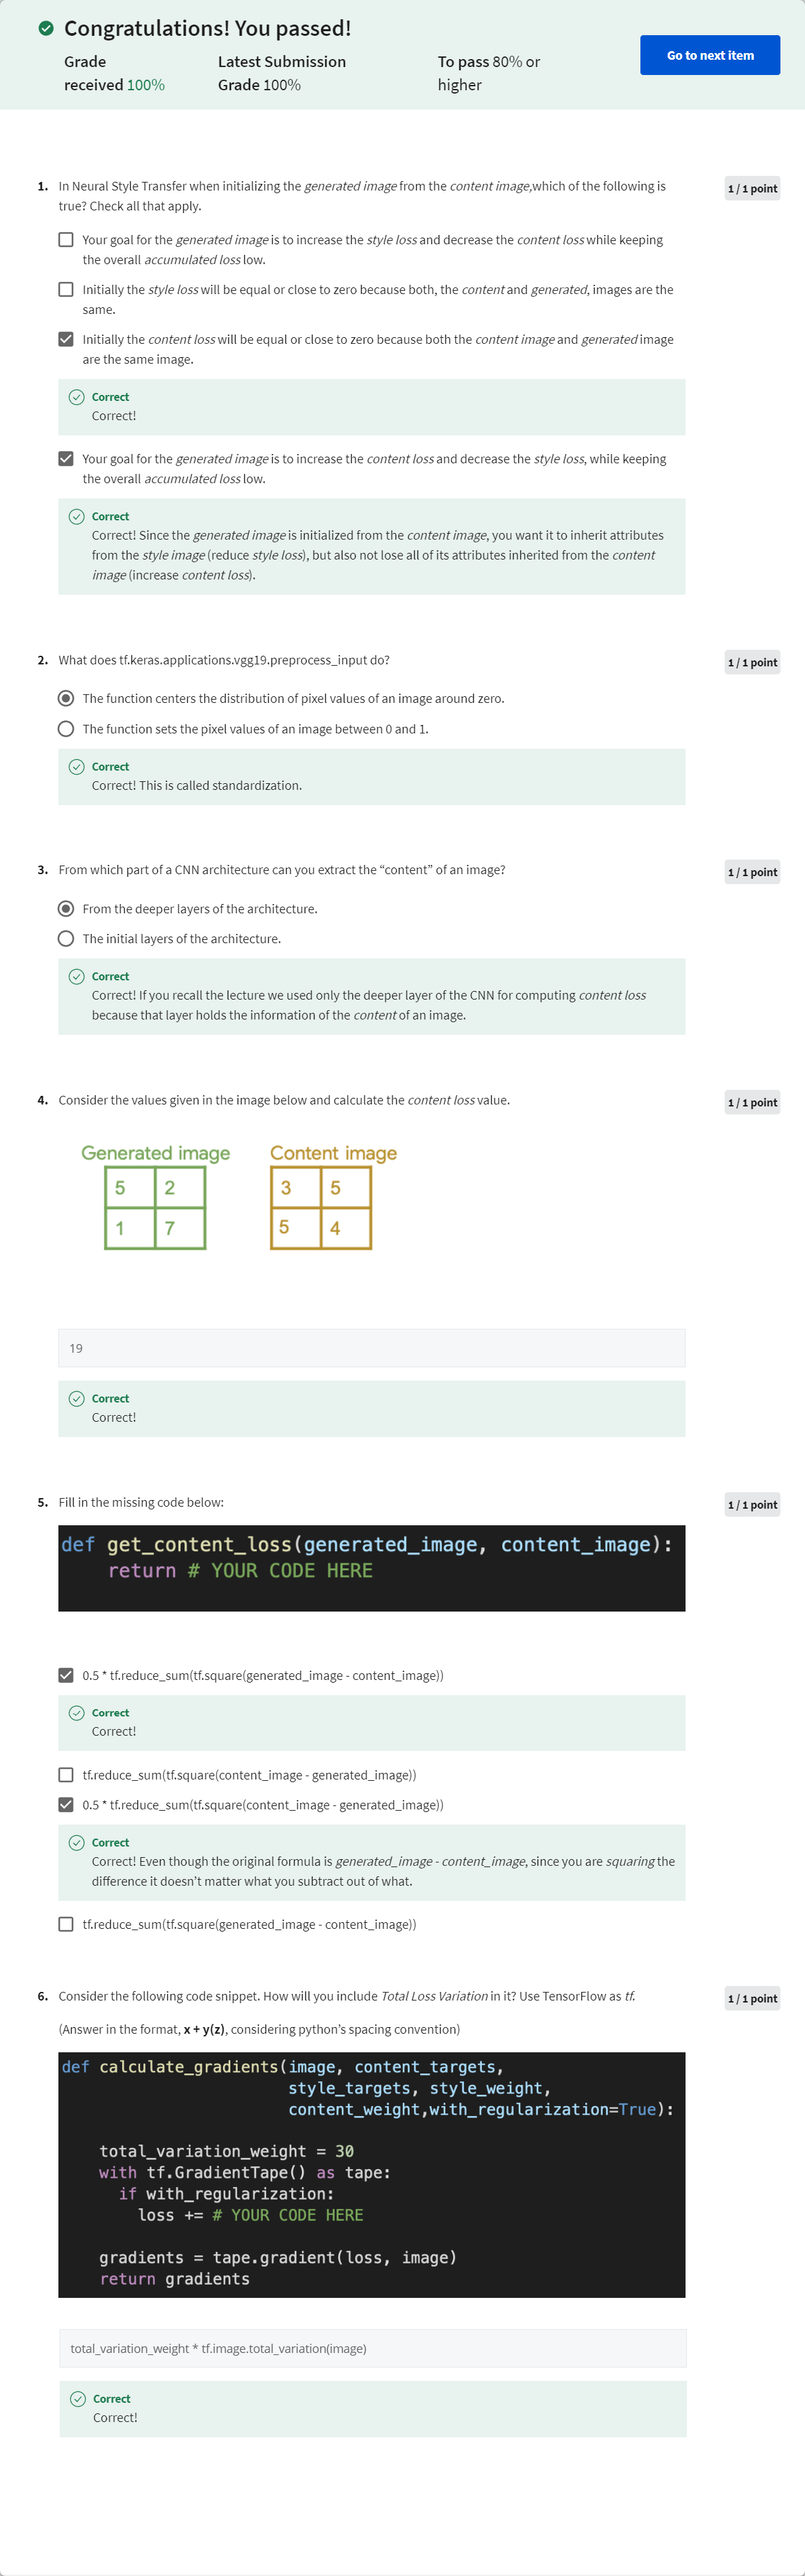 Congratulations! You passed!
Grade
received 100%
Latest Submission
Grade 100%
To pass 80% or
higher
Go to next item
1. In Neural Style Transfer when initializing the generated image from the content image,which of the following is
true? Check all that apply.
1 / 1 point
Your goal for the generated image is to increase the style loss and decrease the content loss while keeping
the overall accumulated loss low.
Initially the style loss will be equal or close to zero because both, the content and generated, images are the
same.
Initially the content loss will be equal or close to zero because both the content image and generated image
are the same image.
Correct
Correct!
Your goal for the generated image is to increase the content loss and decrease the style loss, while keeping
the overall accumulated loss low.
Correct
Correct! Since the generated image is initialized from the content image, you want it to inherit attributes
from the style image (reduce style loss), but also not lose all of its attributes inherited from the content
image (increase content loss).
2. What does tf.keras.applications.vgg19.preprocess_input do?
1 / 1 point
The function centers the distribution of pixel values of an image around zero.
The function sets the pixel values of an image between 0 and 1.
Correct
Correct! This is called standardization.
3. From which part of a CNN architecture can you extract the “content” of an image?
1 / 1 point
From the deeper layers of the architecture.
The initial layers of the architecture.
Correct
Correct! If you recall the lecture we used only the deeper layer of the CNN for computing content loss
because that layer holds the information of the content of an image.
4. Consider the values given in the image below and calculate the content loss value.
1 / 1 point
Generated image
5 2
1 7
Content image
3 5
5 4
19
Correct
Correct!
5. Fill in the missing code below:
1 / 1 point
def get_content_loss(generated_image, content_image):
return # YOUR CODE HERE
0.5 * tf.reduce_sum(tf.square(generated_image - content_image))
Correct
Correct!
tf.reduce_sum(tf.square(content_image - generated_image))
0.5 * tf.reduce_sum(tf.square(content_image - generated_image))
Correct
Correct! Even though the original formula is generated_image - content_image, since you are squaring the
difference it doesn’t matter what you subtract out of what.
tf.reduce_sum(tf.square(generated_image - content_image))
6. Consider the following code snippet. How will you include Total Loss Variation in it? Use TensorFlow as tf.
1 / 1 point
(Answer in the format, x + y(z), considering python’s spacing convention)
def calculate_gradients(image, content_targets,
style_targets, style_weight,
content_weight,with_regularization=True):
total_variation_weight = 30
with tf.GradientTape() as tape:
if with_regularization:
loss += # YOUR CODE HERE
gradients = tape.gradient(loss, image)
return gradients
total_variation_weight * tf.image.total_variation(image)
Correct
Correct!